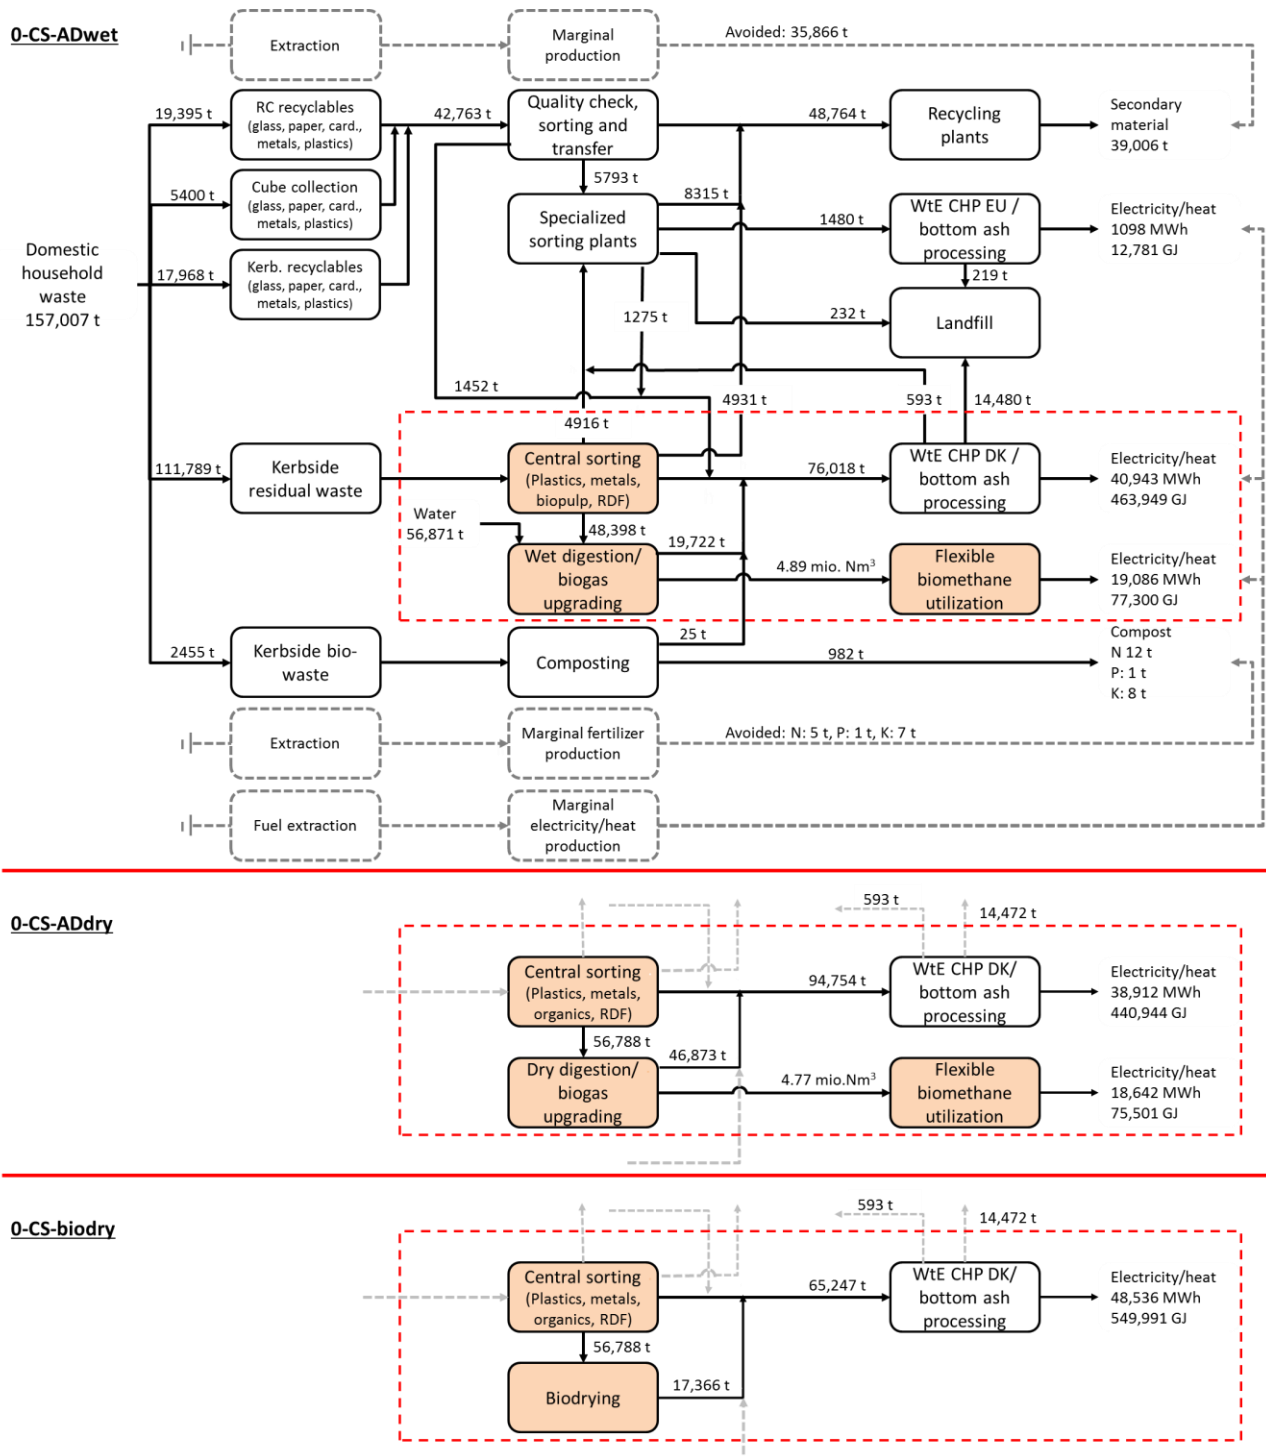 0-CS-ADwet
Extraction
Marginal
production
Avoided: 35,866 t
19,395 t
RC recyclables
(glass, paper, card.,
metals, plastics)
42,763 t
Quality check,
sorting and
transfer
48,764 t
Recycling
plants
Secondary
material
39,006 t
5793 t
5400 t
Cube collection
(glass, paper, card.,
metals, plastics)
Specialized
sorting plants
8315 t
1480 t
WtE CHP EU /
bottom ash
processing
Electricity/heat
1098 MWh
12,781 GJ
Domestic
household
waste
157,007 t
17,968 t
Kerb. recyclables
(glass, paper, card.,
metals, plastics)
219 t
1275 t
232 t
Landfill
1452 t
4931 t
593 t
14,480 t
4916 t
111,789 t
Kerbside
residual waste
Central sorting
(Plastics, metals,
biopulp, RDF)
76,018 t
WtE CHP DK /
bottom ash
processing
Electricity/heat
40,943 MWh
463,949 GJ
Water
56,871 t
48,398 t
19,722 t
Wet digestion/
biogas
upgrading
4.89 mio. Nm³
Flexible
biomethane
utilization
Electricity/heat
19,086 MWh
77,300 GJ
2455 t
Kerbside bio-
waste
Composting
25 t
982 t
Compost
N 12 t
P: 1 t
K: 8 t
Extraction
Marginal fertilizer
production
Avoided: N: 5 t, P: 1 t, K: 7 t
Fuel extraction
Marginal
electricity/heat
production
0-CS-ADdry
593 t
14,472 t
Central sorting
(Plastics, metals,
organics, RDF)
94,754 t
WtE CHP DK/
bottom ash
processing
Electricity/heat
38,912 MWh
440,944 GJ
56,788 t
46,873 t
Dry digestion/
biogas
upgrading
4.77 mio.Nm³
Flexible
biomethane
utilization
Electricity/heat
18,642 MWh
75,501 GJ
0-CS-biodry
593 t
14,472 t
Central sorting
(Plastics, metals,
organics, RDF)
65,247 t
WtE CHP DK/
bottom ash
processing
Electricity/heat
48,536 MWh
549,991 GJ
56,788 t
Biodrying
17,366 t